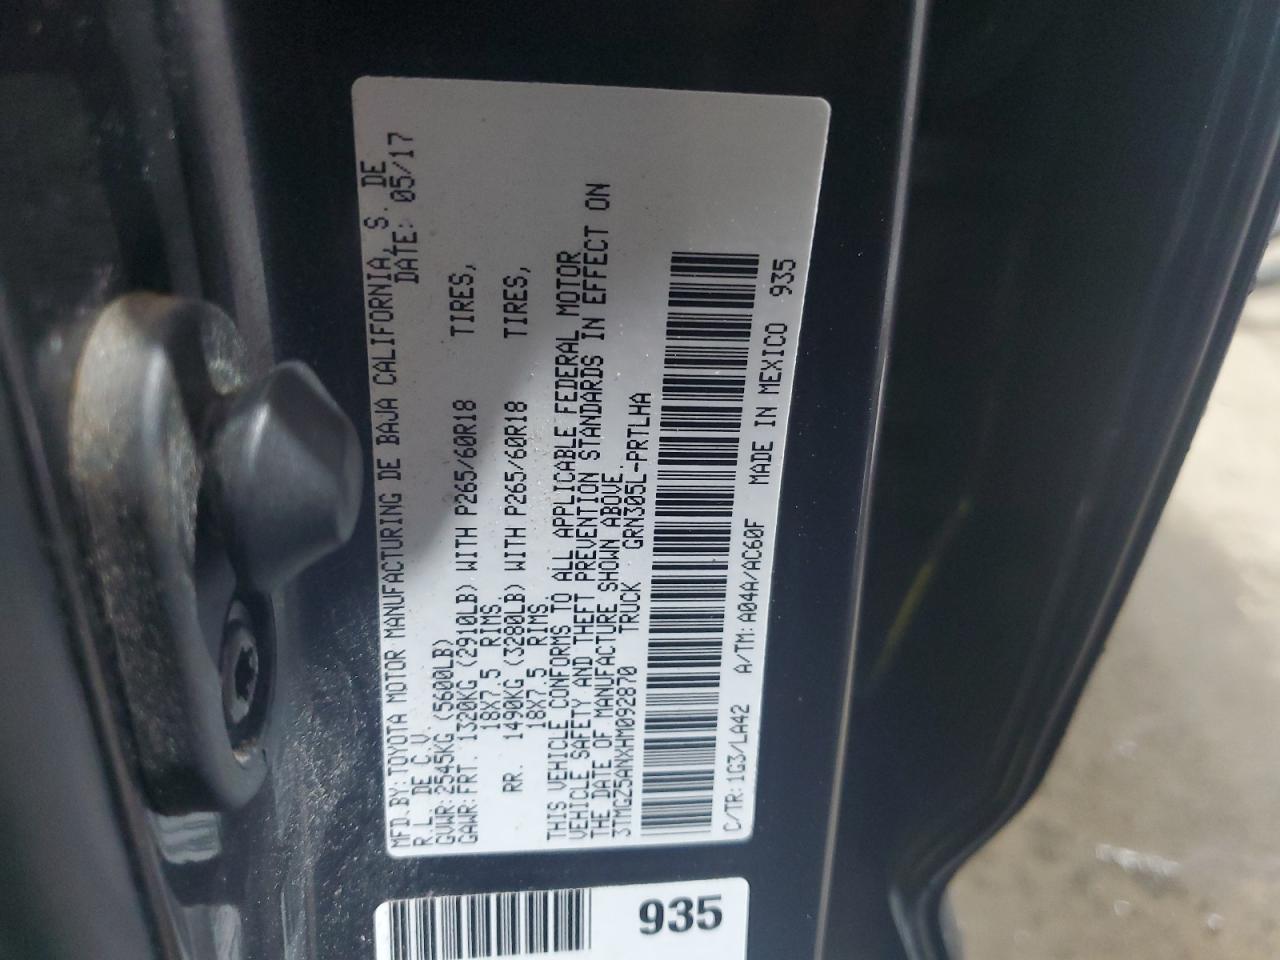 MFD.BY:TOYOTA MOTOR MANUFACTURING DE BAJA CALIFORNIA, S. DE
R.L. DE C.V. DATE: 05/17
GVWR:2545KG (5600LB)
GAWR:FRT. 1320KG (2910LB) WITH P265/60R18 TIRES,
18X7.5 RIMS.
RR. 1490KG (3280LB) WITH P265/60R18 TIRES,
18X7.5 RIMS.
THIS VEHICLE CONFORMS TO ALL APPLICABLE FEDERAL MOTOR
VEHICLE SAFETY AND THEFT PREVENTION STANDARDS IN EFFECT ON
THE DATE OF MANUFACTURE SHOWN ABOVE.
3TMGZ5ANXHM092870 TRUCK GRN305L-PRTLHA
C/TR:1G3/LA42 A/TM:A04A/AC60F MADE IN MEXICO 935
935